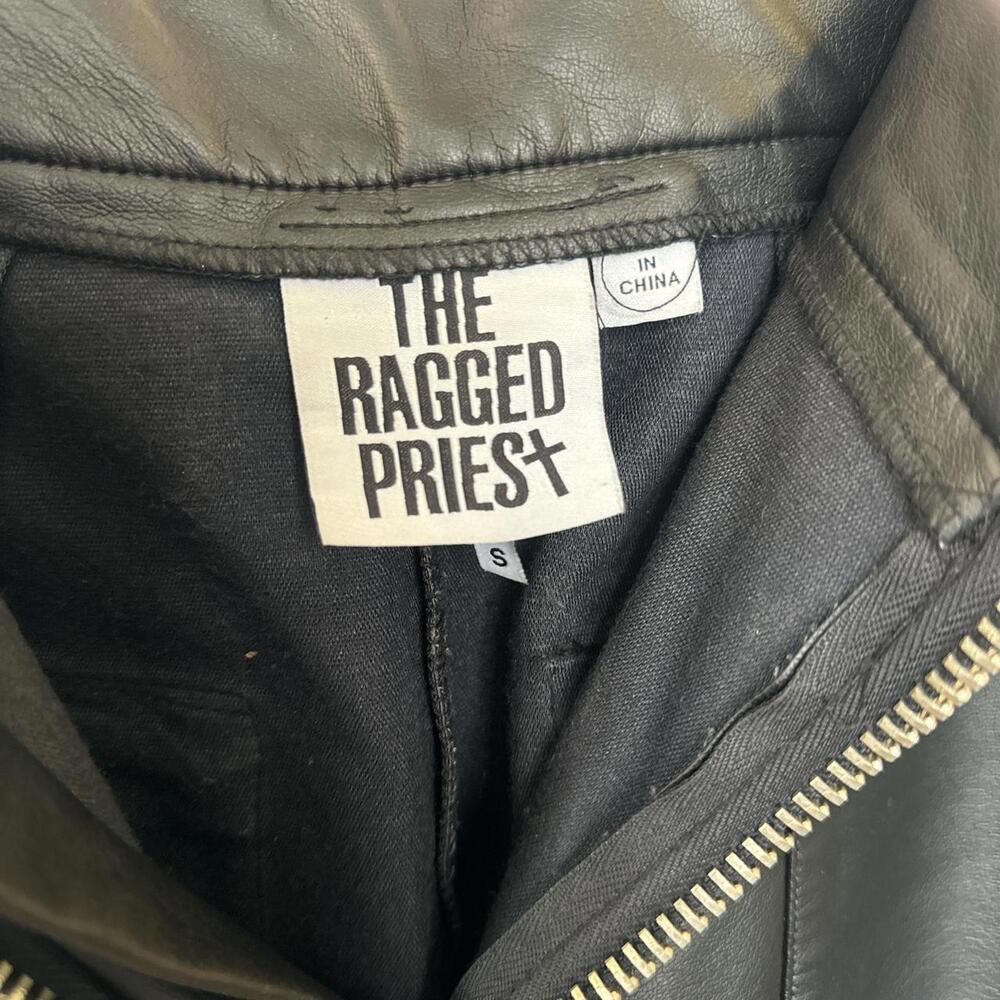 THE
RAGGED
PRIEST
IN
CHINA
S